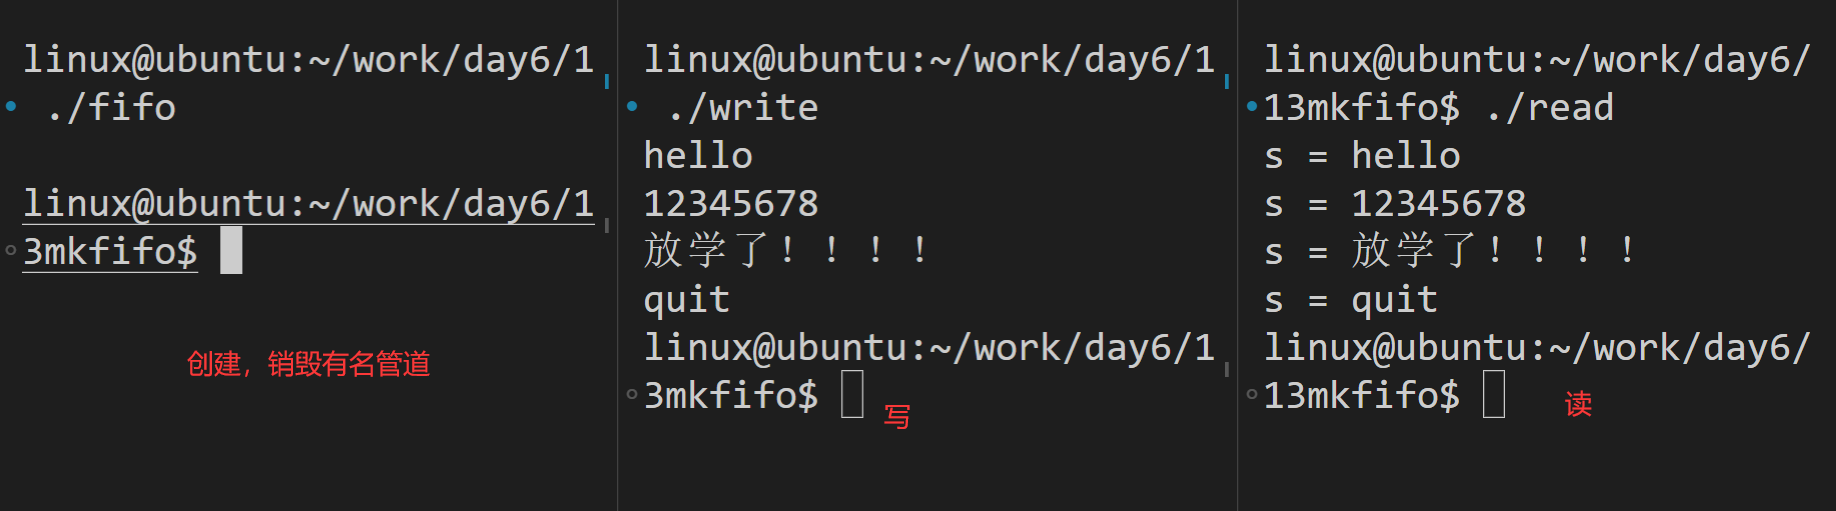 linux@ubuntu:~/work/day6/1
./fifo
linux@ubuntu:~/work/day6/1
3mkfifo$
创建，销毁有名管道
linux@ubuntu:~/work/day6/1
./write
hello
12345678
放学了！！！！
quit
linux@ubuntu:~/work/day6/1
3mkfifo$
写
linux@ubuntu:~/work/day6/
13mkfifo$ ./read
s = hello
s = 12345678
s = 放学了！！！！
s = quit
linux@ubuntu:~/work/day6/
13mkfifo$
读